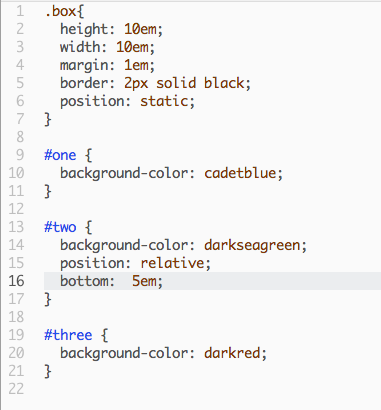 1 .box{
2 height: 10em;
3 width: 10em;
4 margin: 1em;
5 border: 2px solid black;
6 position: static;
7 }
8
9 #one {
10 background-color: cadetblue;
11 }
12
13 #two {
14 background-color: darkseagreen;
15 position: relative;
16 bottom:  5em;
17 }
18
19 #three {
20 background-color: darkred;
21 }
22